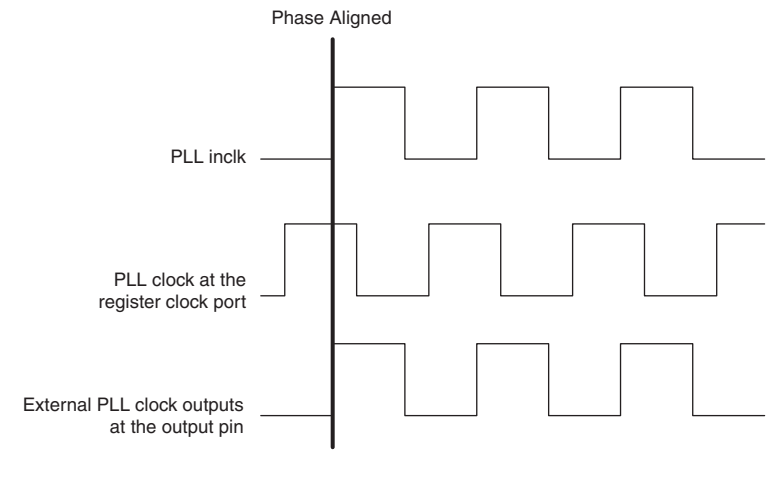 Phase Aligned
PLL inclk
PLL clock at the
register clock port
External PLL clock outputs
at the output pin